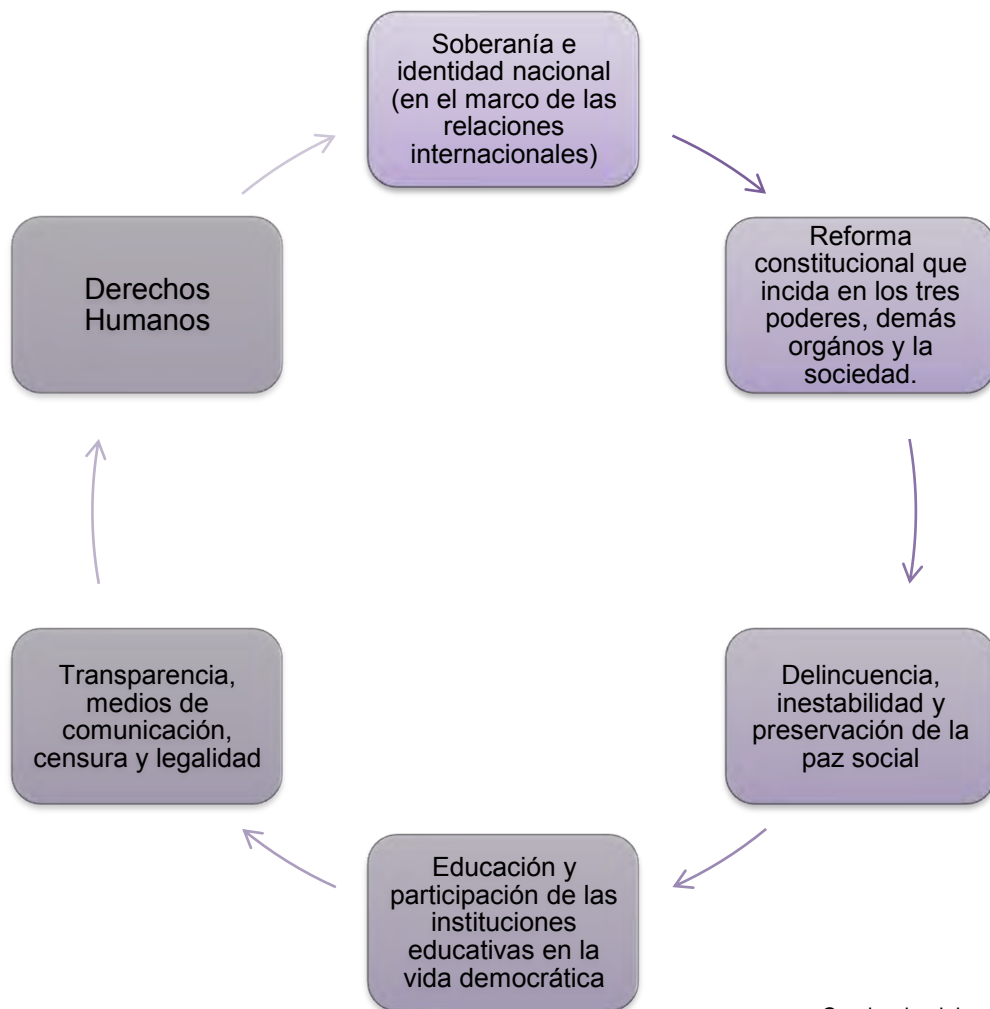 Soberanía e
identidad nacional
(en el marco de las
relaciones
internacionales)
Reforma
constitucional que
incida en los tres
poderes, demás
orgános y la
sociedad.
Delincuencia,
inestabilidad y
preservación de la
paz social
Educación y
participación de las
instituciones
educativas en la
vida democrática
Transparencia,
medios de
comunicación,
censura y legalidad
Derechos
Humanos